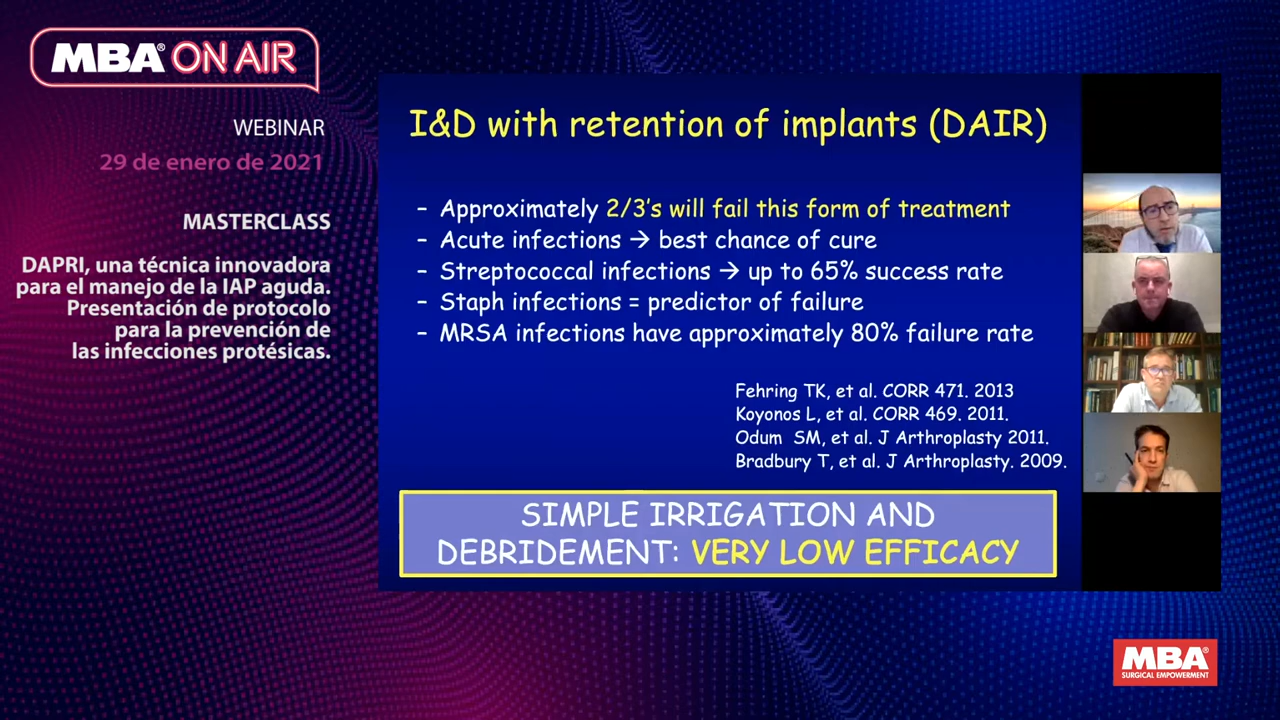 MBA® ON AIR
WEBINAR
29 de enero de 2021
MASTERCLASS
DAPRI, una técnica innovadora
para el manejo de la IAP aguda.
Presentación de protocolo
para la prevención de
las infecciones protésicas.
I&D with retention of implants (DAIR)
– Approximately 2/3's will fail this form of treatment
– Acute infections → best chance of cure
– Streptococcal infections → up to 65% success rate
– Staph infections = predictor of failure
– MRSA infections have approximately 80% failure rate
Fehring TK, et al. CORR 471. 2013
Koyonos L, et al. CORR 469. 2011.
Odum SM, et al. J Arthroplasty 2011.
Bradbury T, et al. J Arthroplasty. 2009.
SIMPLE IRRIGATION AND
DEBRIDEMENT: VERY LOW EFFICACY
MBA®
SURGICAL EMPOWERMENT